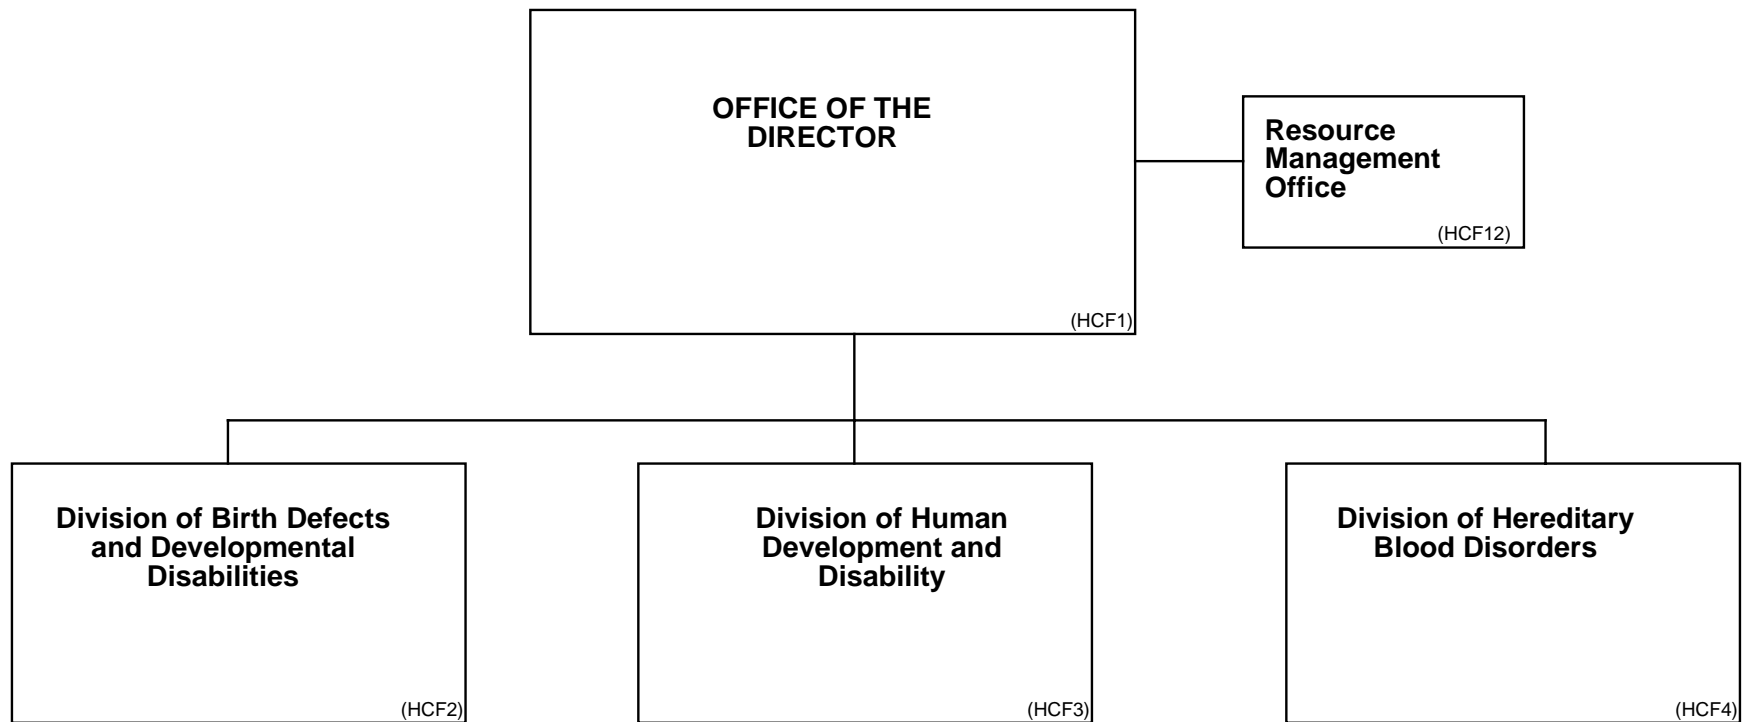 OFFICE OF THE
DIRECTOR
(HCF1)
Resource
Management
Office
(HCF12)
Division of Birth Defects
and Developmental
Disabilities
(HCF2)
Division of Human
Development and
Disability
(HCF3)
Division of Hereditary
Blood Disorders
(HCF4)